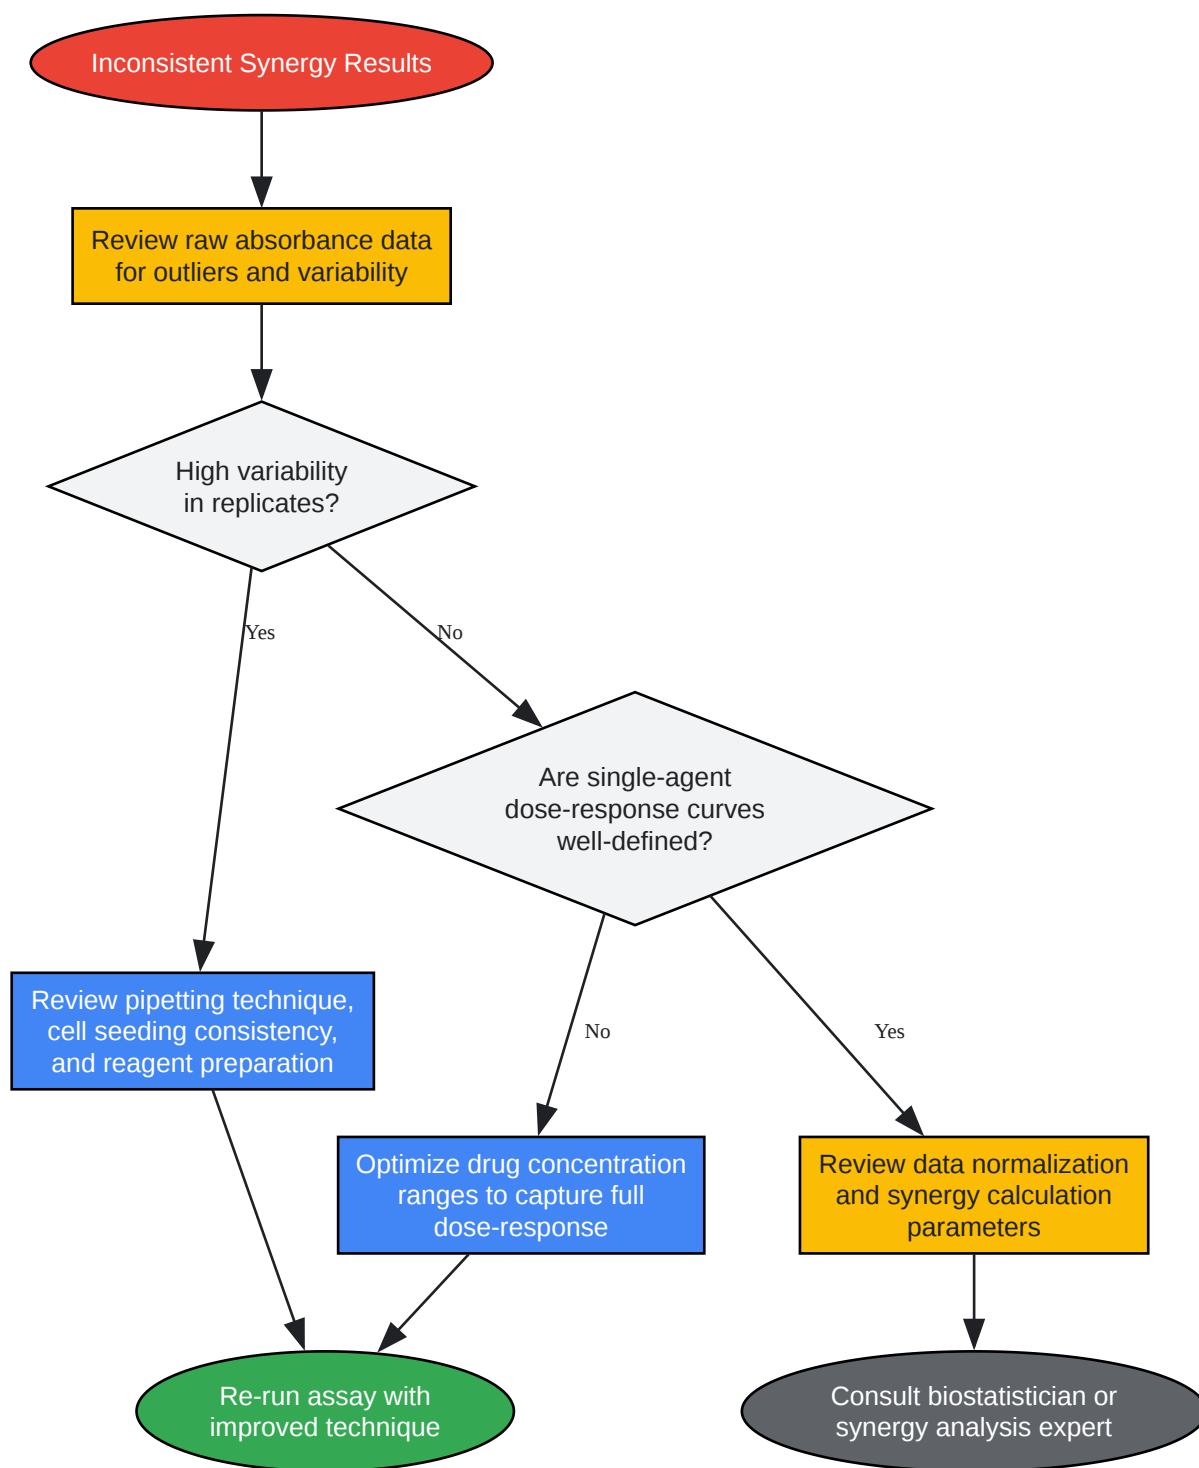 Inconsistent Synergy Results
Review raw absorbance data
for outliers and variability
High variability
in replicates?
Yes
No
Are single-agent
dose-response curves
well-defined?
Review pipetting technique,
cell seeding consistency,
and reagent preparation
No
Yes
Optimize drug concentration
ranges to capture full
dose-response
Review data normalization
and synergy calculation
parameters
Re-run assay with
improved technique
Consult biostatistician or
synergy analysis expert